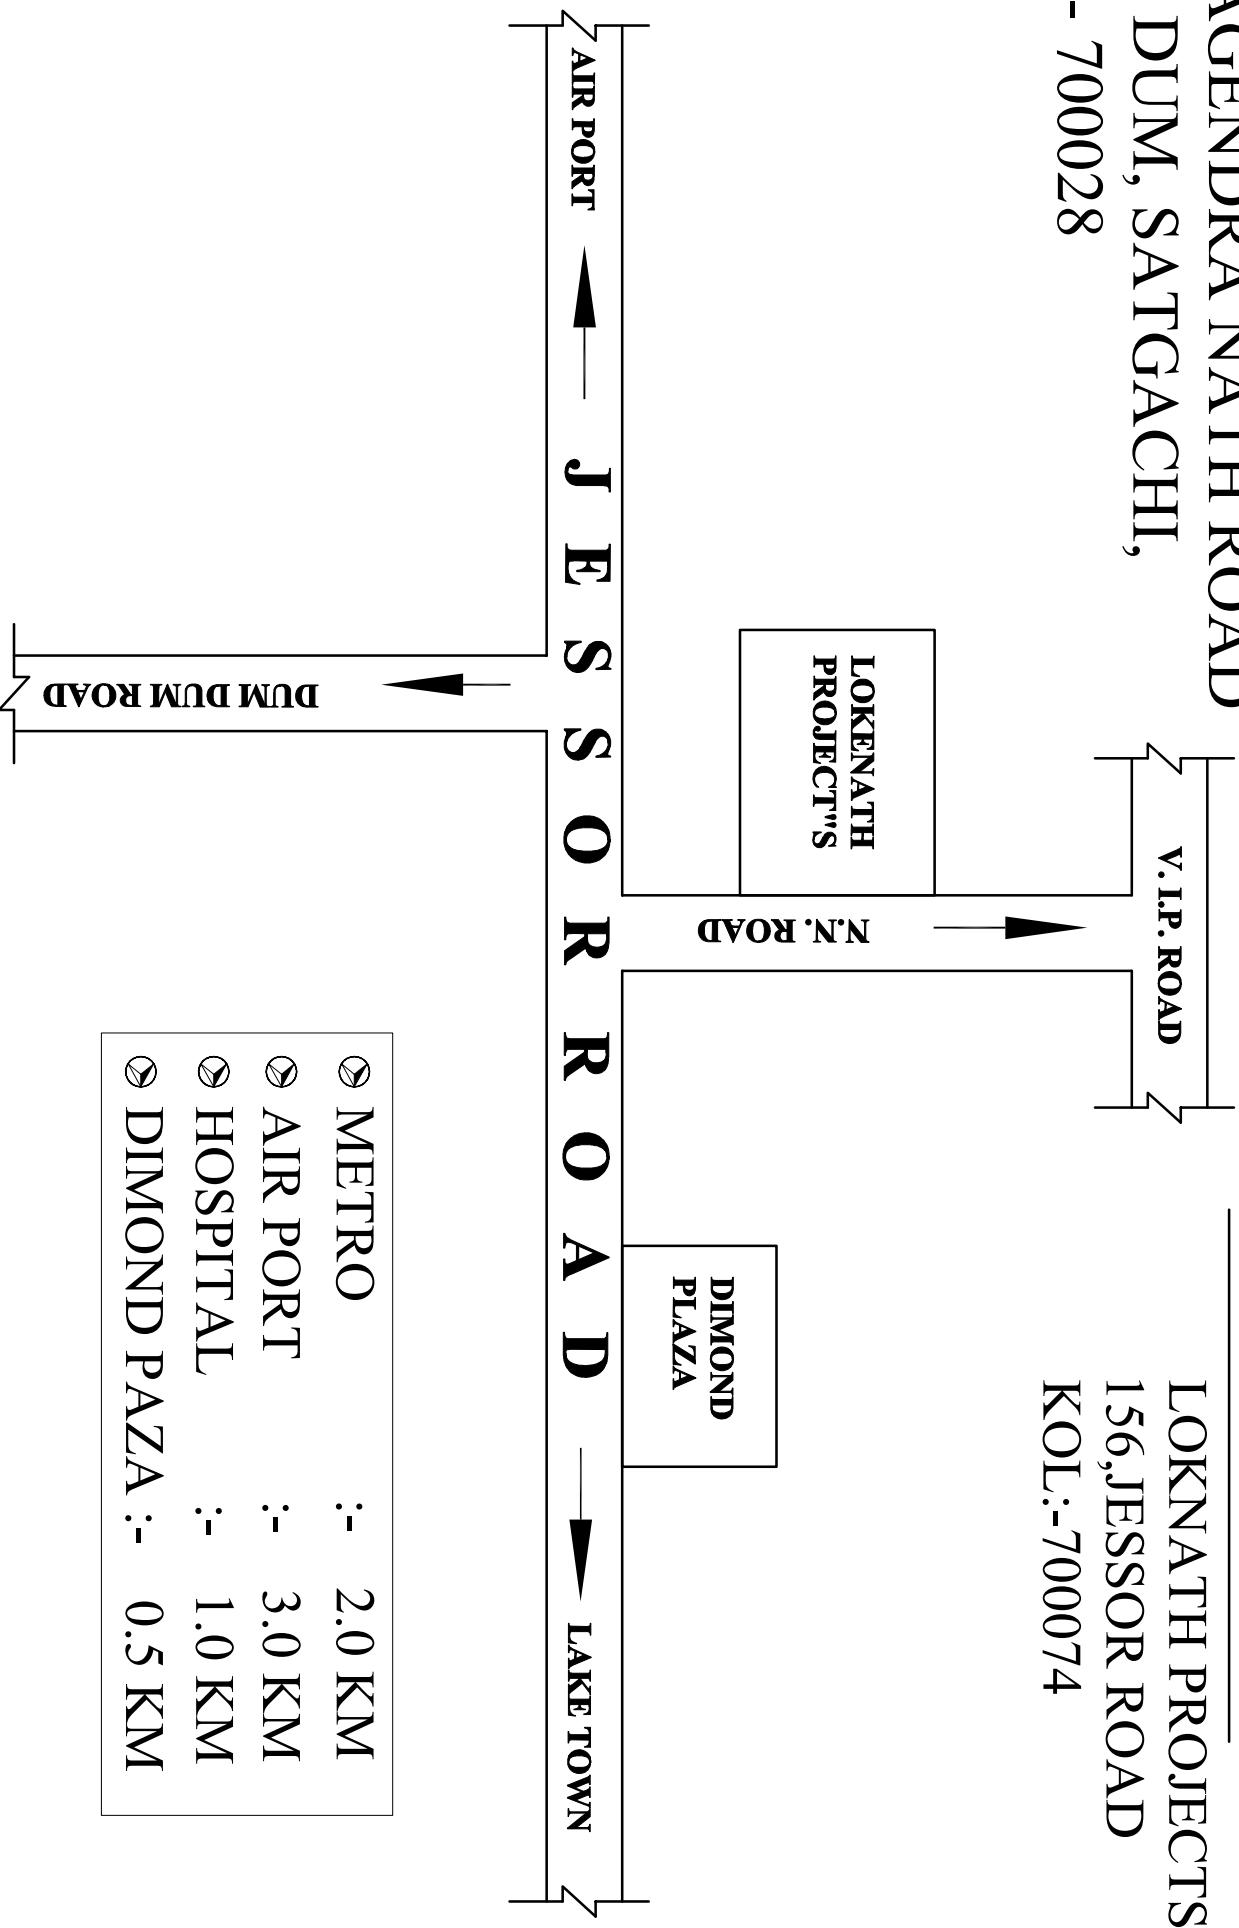 AGENDRA NATH ROAD
DUM, SATGACHI,
- 700028
LOKNATH PROJECTS
156,JESSOR ROAD
KOL:-700074
V. I.P. ROAD
LOKENATH
PROJECT"S
N.N. ROAD
DIMOND
PLAZA
AIR PORT
JESSOR ROAD
LAKE TOWN
DUM DUM ROAD
METRO :- 2.0 KM
AIR PORT :- 3.0 KM
HOSPITAL :- 1.0 KM
DIMOND PAZA :- 0.5 KM